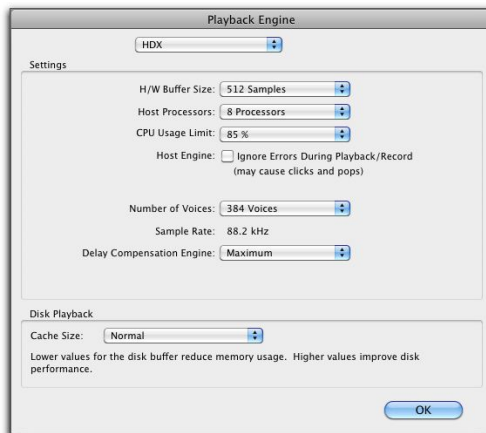 Playback Engine
HDX
Settings
H/W Buffer Size: 512 Samples
Host Processors: 8 Processors
CPU Usage Limit: 85 %
Host Engine: Ignore Errors During Playback/Record
(may cause clicks and pops)
Number of Voices: 384 Voices
Sample Rate: 88.2 kHz
Delay Compensation Engine: Maximum
Disk Playback
Cache Size: Normal
Lower values for the disk buffer reduce memory usage. Higher values improve disk
performance.
OK